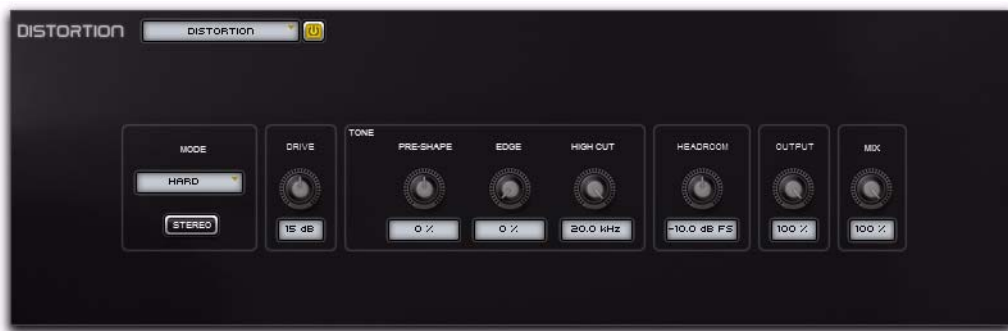 DISTORTION
DISTORTION
MODE
HARD
STEREO
DRIVE
15 dB
TONE
PRE-SHAPE
0 %
EDGE
0 %
HIGH CUT
20.0 kHz
HEADROOM
-10.0 dB FS
OUTPUT
100 %
MIX
100 %